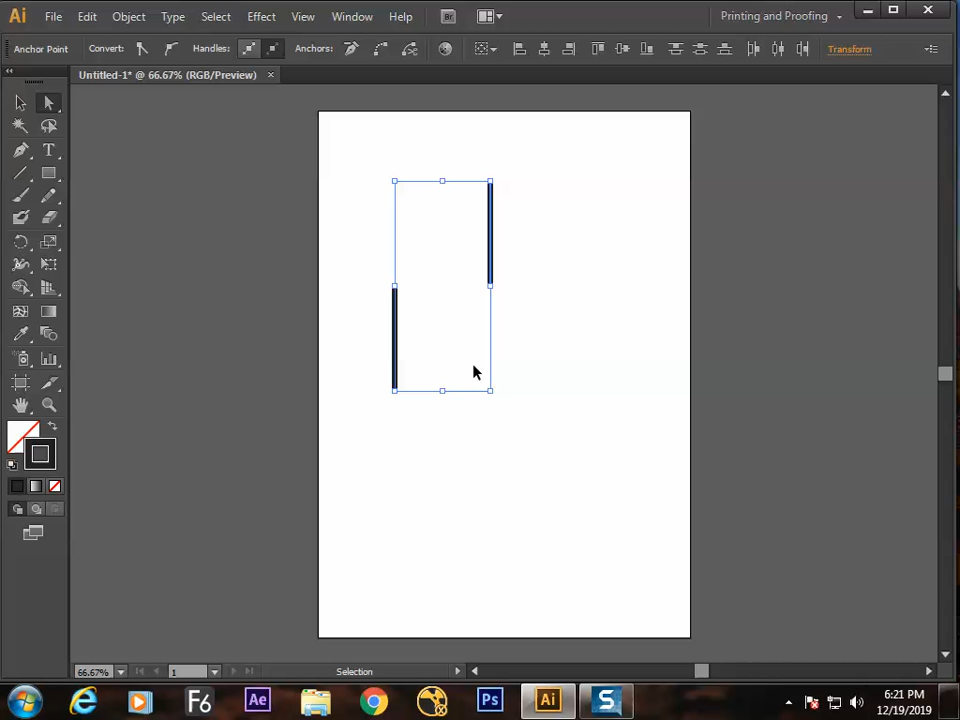 Ai File Edit Object Type Select Effect View Window Help Br Printing and Proofing
Anchor Point Convert: Handles: Anchors: Transform
Untitled-1* @ 66.67% (RGB/Preview)
T
66.67% 1 Selection
F6 Ae Ps Ai S 6:21 PM
12/19/2019